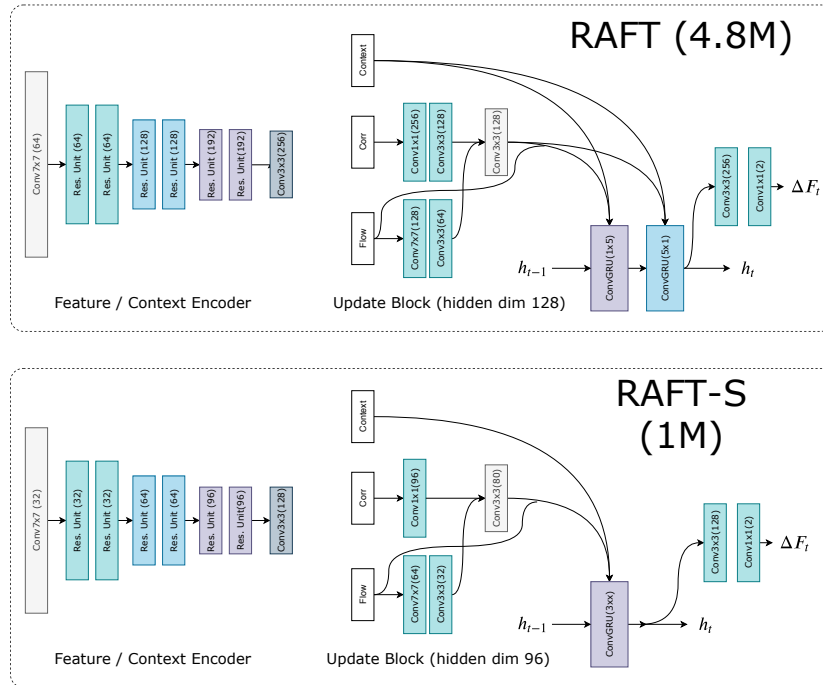 RAFT (4.8M)
Conv7x7 (64)
Res. Unit (64)
Res. Unit (64)
Res. Unit (128)
Res. Unit (128)
Res. Unit (192)
Res. Unit(192)
Conv3x3(256)
Feature / Context Encoder
Context
Corr
Conv1x1(256)
Conv3x3(128)
Conv3x3(128)
Flow
Conv7x7(128)
Conv3x3(64)
h_{t−1}
ConvGRU(1x5)
ConvGRU(5x1)
h_t
Conv3x3(256)
Conv1x1(2)
ΔF_t
Update Block (hidden dim 128)
RAFT-S
(1M)
Conv7x7 (32)
Res. Unit (32)
Res. Unit (32)
Res. Unit (64)
Res. Unit (64)
Res. Unit (96)
Res. Unit(96)
Conv3x3(128)
Feature / Context Encoder
Context
Corr
Conv1x1(96)
Conv3x3(80)
Flow
Conv7x7(64)
Conv3x3(32)
h_{t−1}
ConvGRU(3xx)
h_t
Conv3x3(128)
Conv1x1(2)
ΔF_t
Update Block (hidden dim 96)